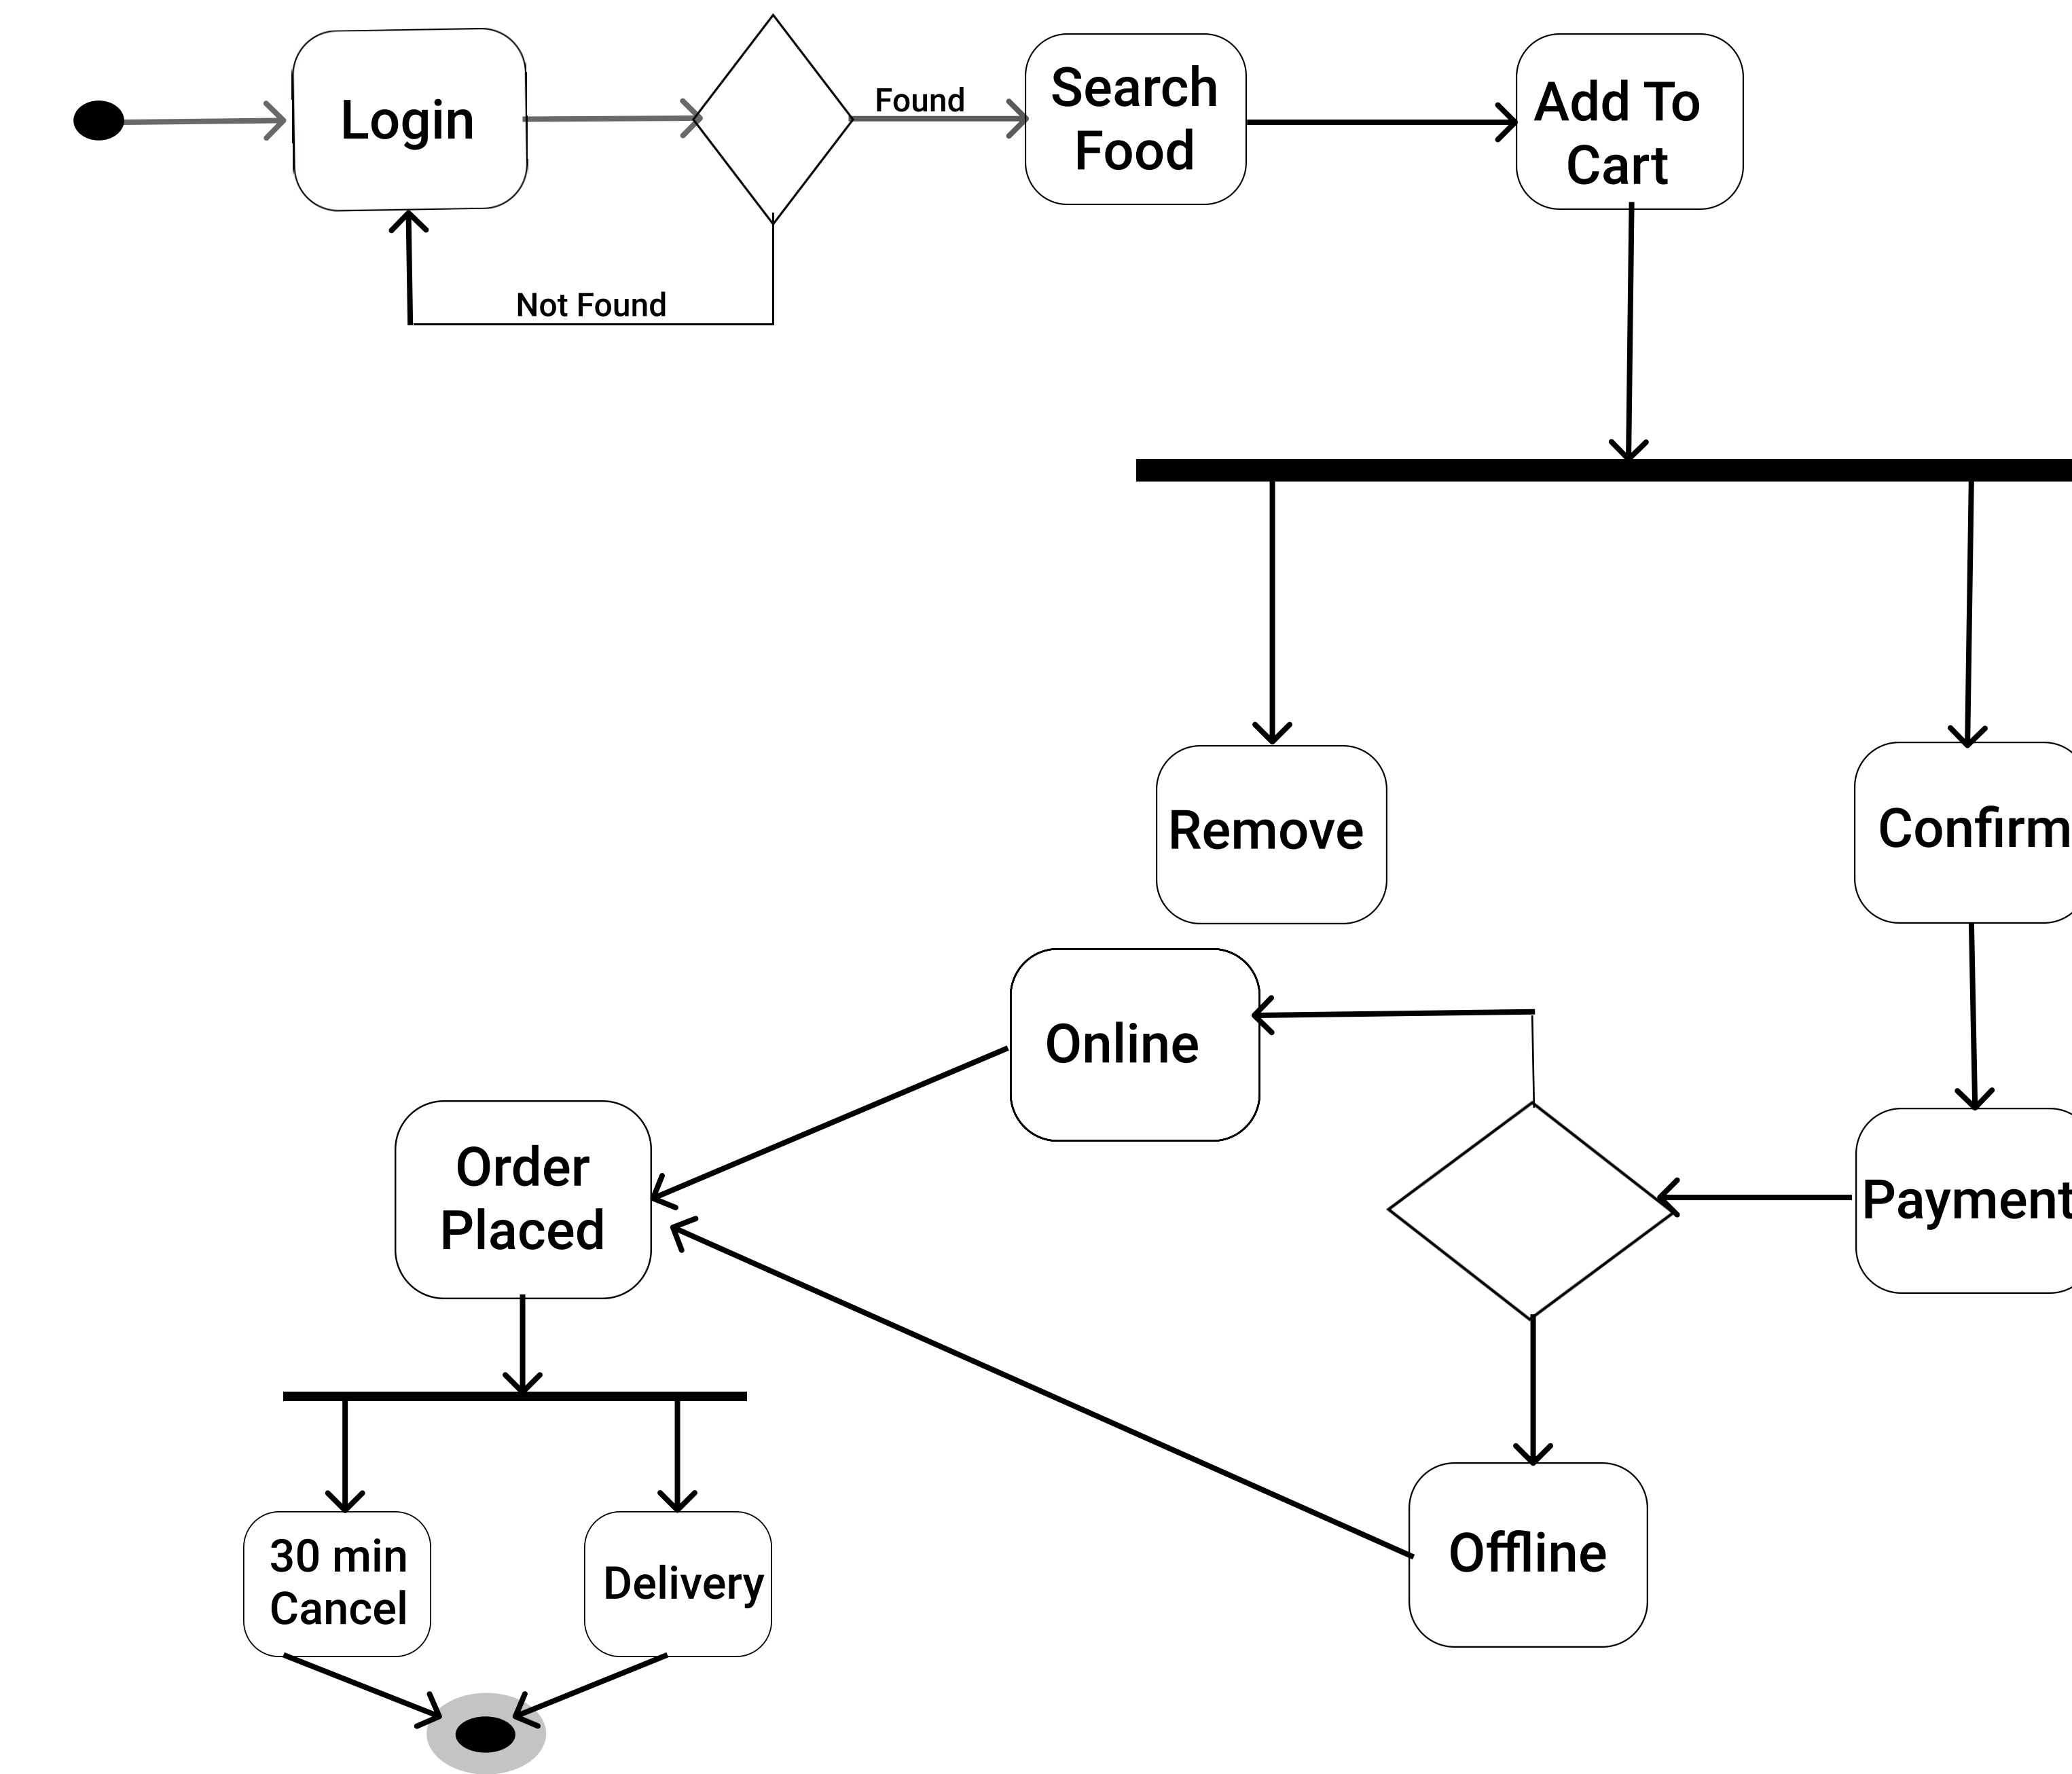 Login
Found
Search
Food
Add To
Cart
Not Found
Remove
Confirm
Online
Order
Placed
Payment
30 min
Cancel
Delivery
Offline